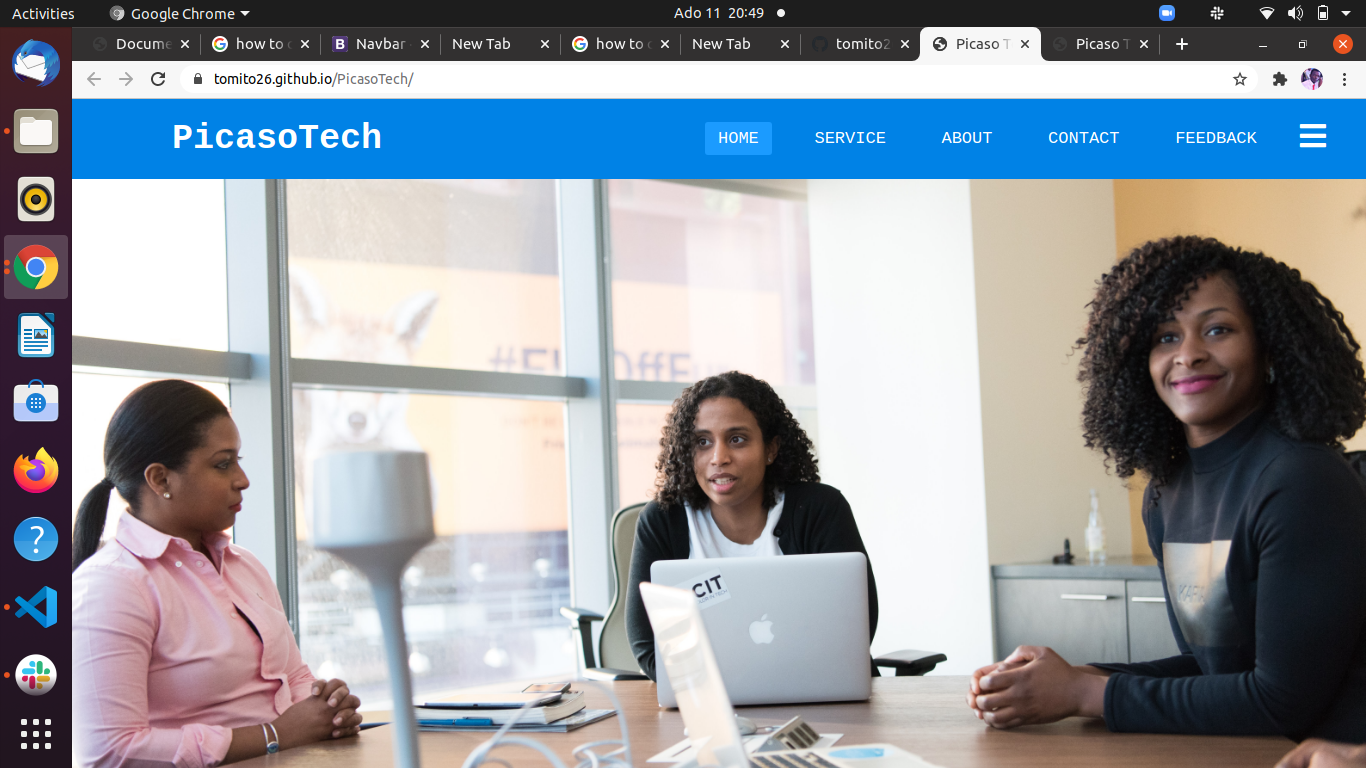 Activities Google Chrome Ado 11 20:49
Docume how to c Navbar New Tab how to c New Tab tomito2 Picaso T Picaso T
tomito26.github.io/PicasoTech/
PicasoTech HOME SERVICE ABOUT CONTACT FEEDBACK
CIT